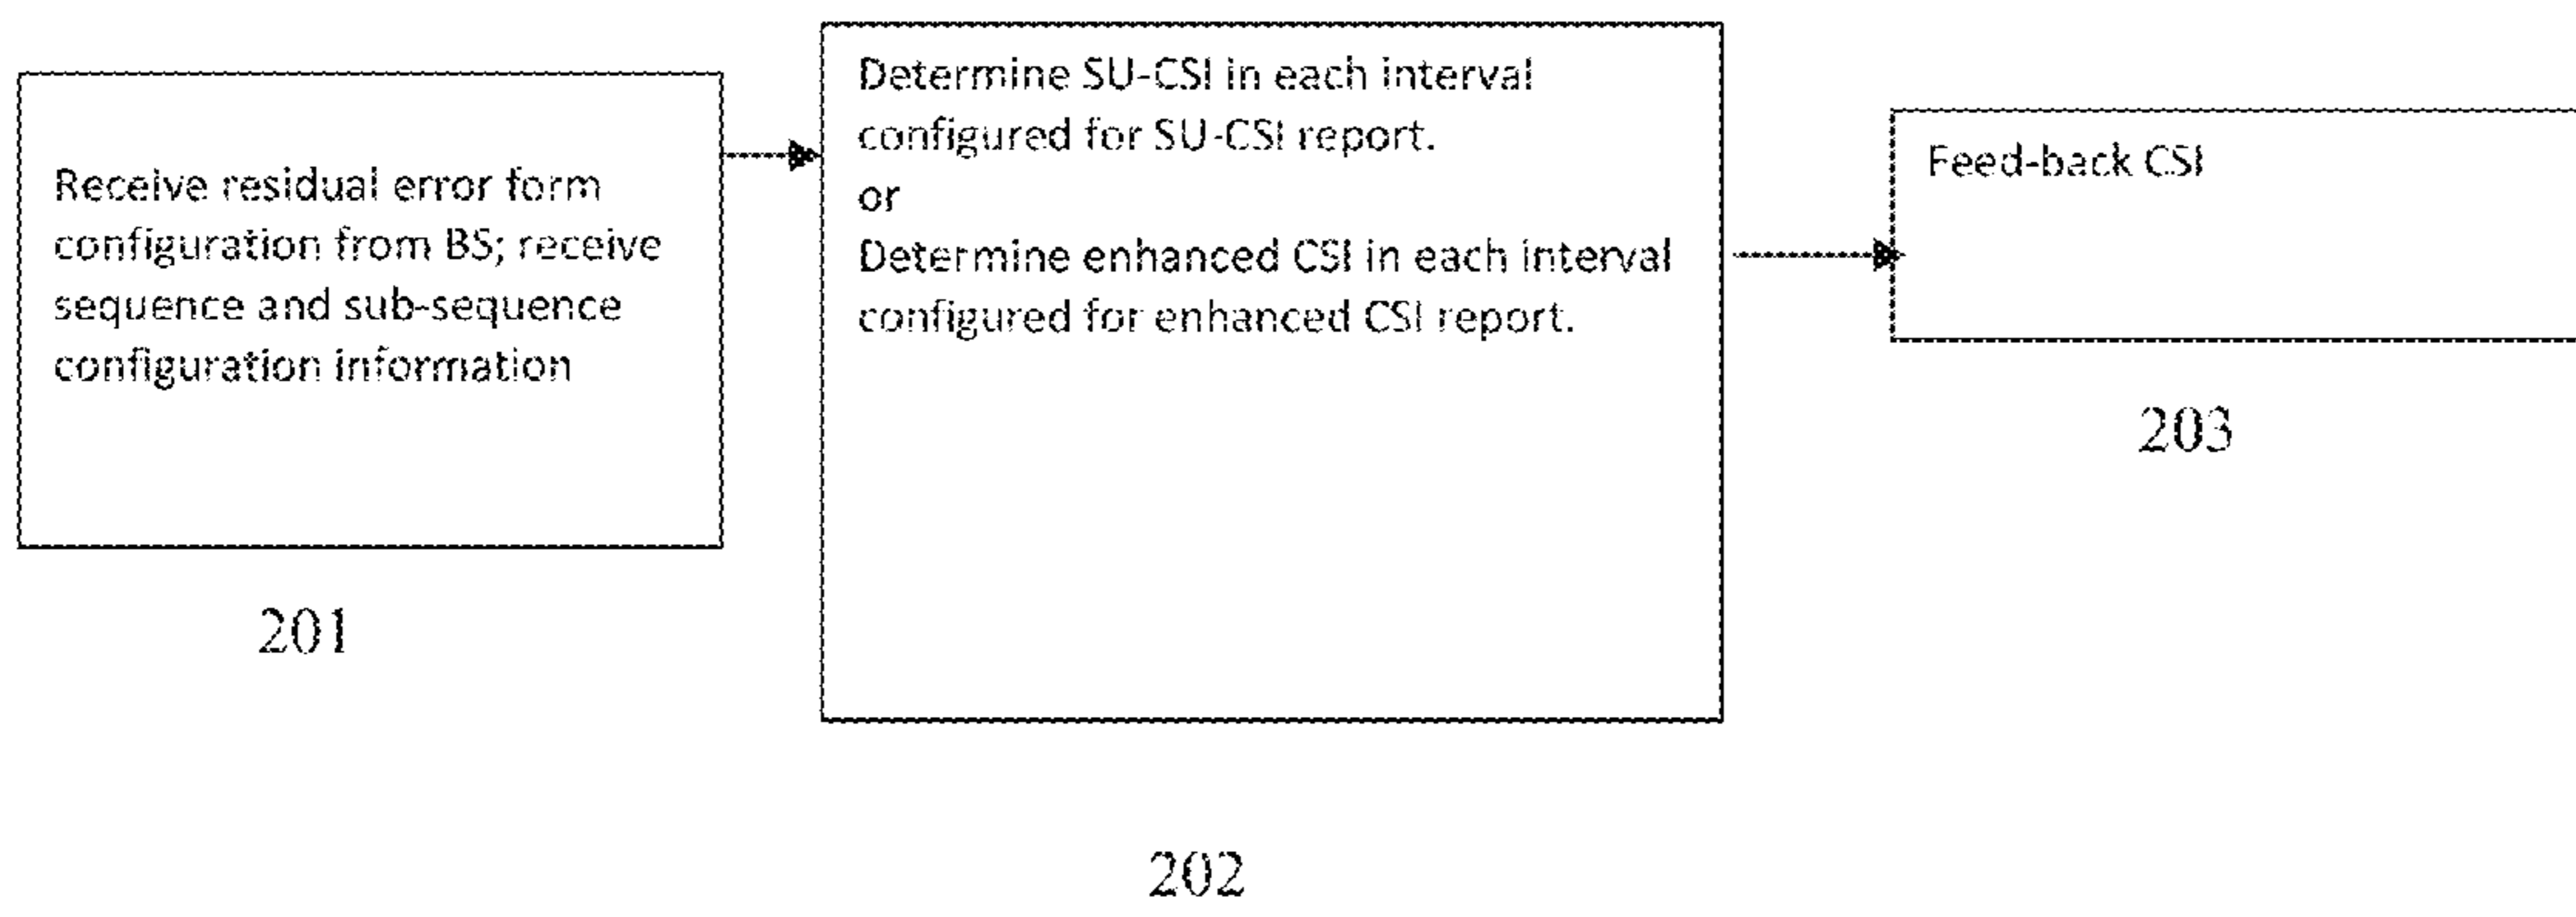 Receive residual error form
configuration from BS; receive
sequence and sub-sequence
configuration information
201
Determine SU-CSI in each interval
configured for SU-CSI report.
or
Determine enhanced CSI in each interval
configured for enhanced CSI report.
202
Feed-back CSI
203